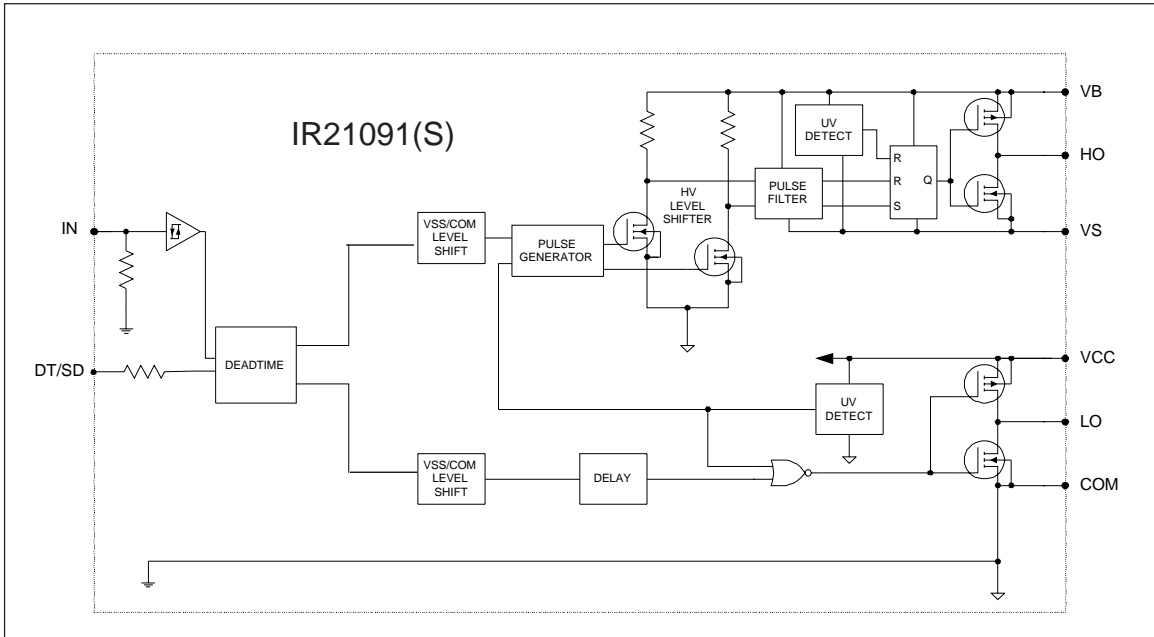 IR21091(S)
VB
UV
DETECT
R
HO
R
Q
PULSE
FILTER
HV
LEVEL
SHIFTER
S
IN
VSS/COM
LEVEL
SHIFT
PULSE
GENERATOR
VS
DT/SD
DEADTIME
VCC
UV
DETECT
LO
VSS/COM
LEVEL
SHIFT
DELAY
COM